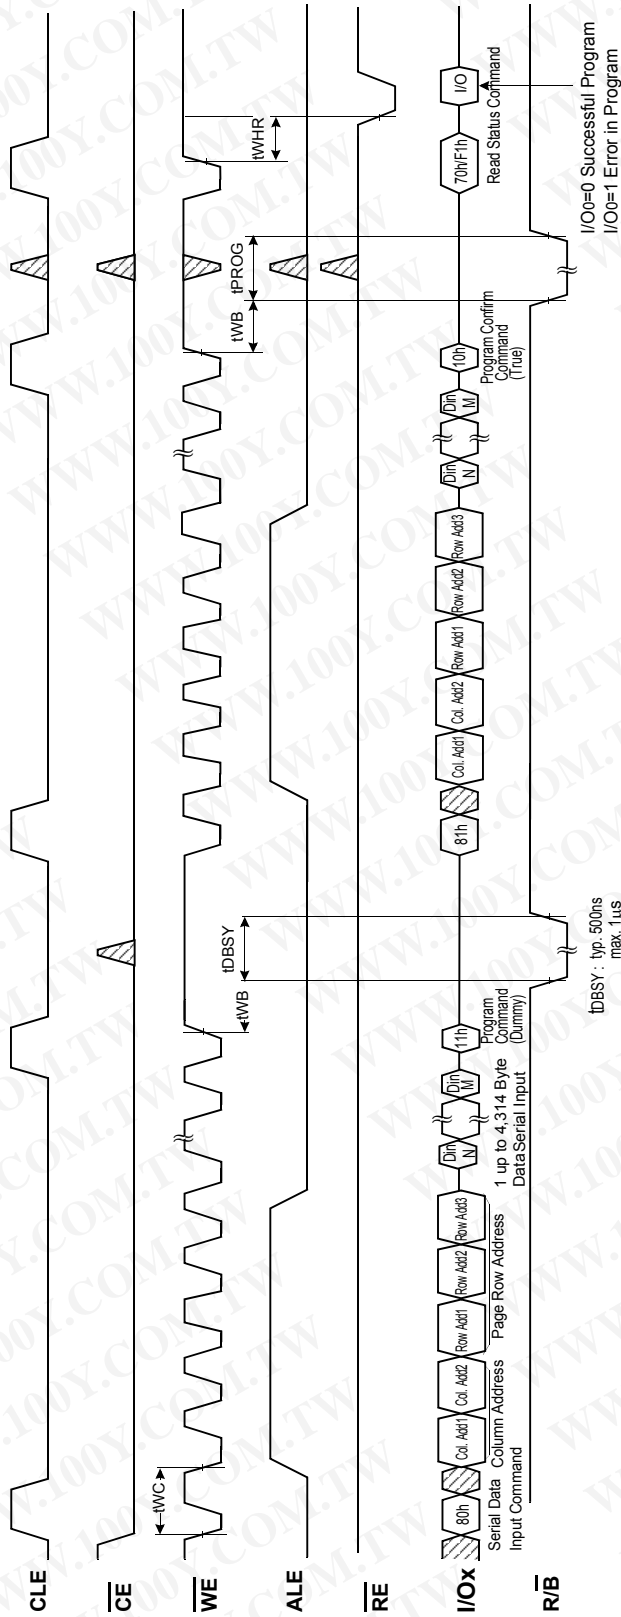 CLE
CE
WE
ALE
RE
I/Ox
R/B
tWC
tWB
tDBSY
tWB
tPROG
tWHR
80h
Col. Add1
Col. Add2
Row Add1
Row Add2
Row Add3
Din
N
Din
M
11h
81h
Col. Add1
Col. Add2
Row Add1
Row Add2
Row Add3
Din
N
Din
M
10h
70h/F1h
I/O
Serial Data
Input Command
Column Address
Page Row Address
1 up to 4,314 Byte
Data Serial Input
Program
Command
(Dummy)
Program Confirm
Command
(True)
Read Status Command
tDBSY : typ. 500ns
max. 1μs
I/O0=0 Successful Program
I/O0=1 Error in Program
WWW.100Y.COM.TW